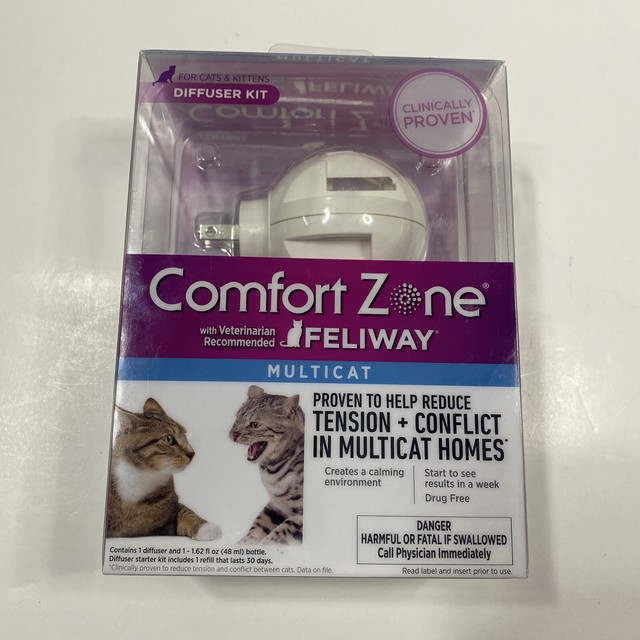 MULTICAT
FOR CATS & KITTENS
DIFFUSER KIT
FELIWAY
Comfort Zone
CLINICALLY
PROVEN*
Comfort Zone®
with Veterinarian
Recommended
FELIWAY®
MULTICAT
PROVEN TO HELP REDUCE
TENSION + CONFLICT
IN MULTICAT HOMES*
Creates a calming
environment
Start to see
results in a week
Drug Free
DANGER
HARMFUL OR FATAL IF SWALLOWED
Call Physician Immediately
Contains 1 diffuser and 1 - 1.62 fl oz (48 ml) bottle.
Diffuser starter kit includes 1 refill that lasts 30 days.
*Clinically proven to reduce tension and conflict between cats. Data on file.
Read label and insert prior to use.